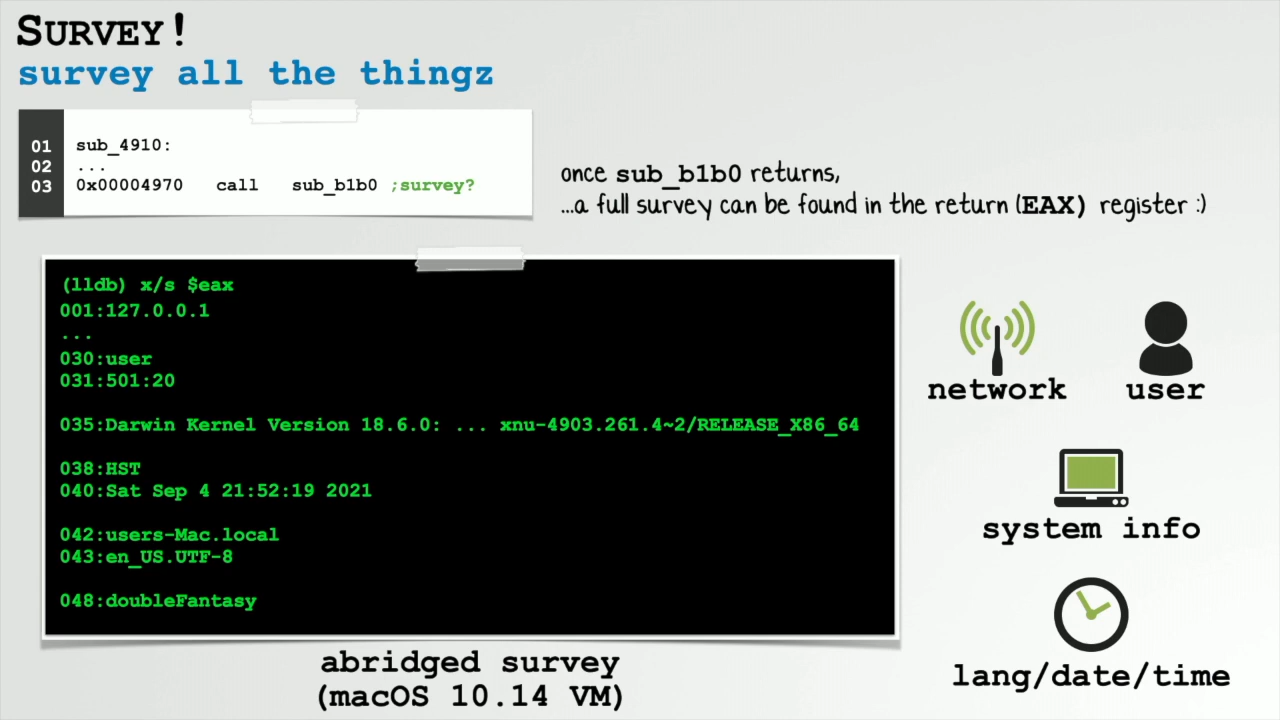 SURVEY!
survey all the thingz
01 sub_4910:
02 ...
03 0x00004970 call sub_b1b0 ;survey?
once sub_b1b0 returns,
...a full survey can be found in the return (EAX) register :)
(lldb) x/s $eax
001:127.0.0.1
...
030:user
031:501:20
035:Darwin Kernel Version 18.6.0: ... xnu-4903.261.4~2/RELEASE_X86_64
038:HST
040:Sat Sep 4 21:52:19 2021
042:users-Mac.local
043:en_US.UTF-8
048:doubleFantasy
abridged survey
(macOS 10.14 VM)
network
user
system info
lang/date/time